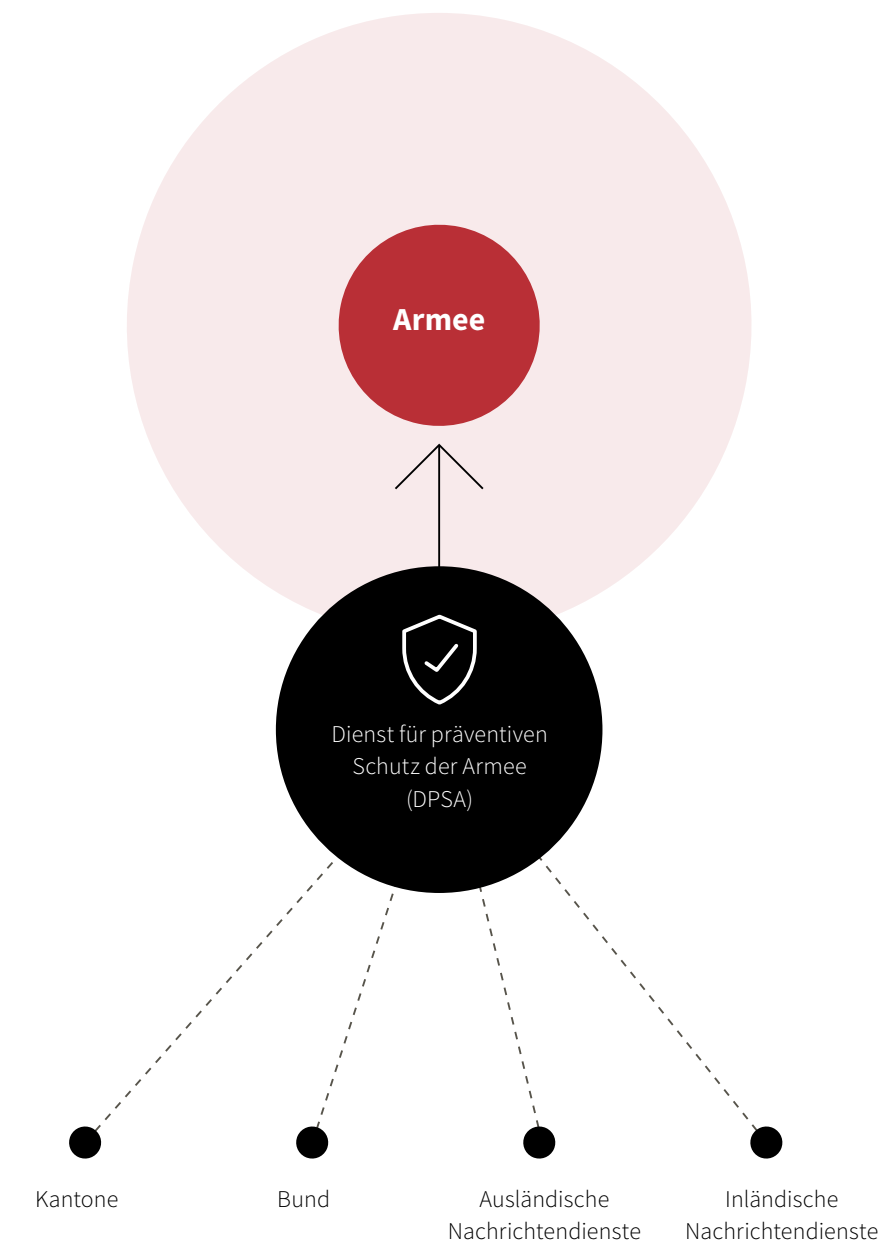 Armee
Dienst für präventiven
Schutz der Armee
(DPSA)
Kantone
Bund
Ausländische
Nachrichtendienste
Inländische
Nachrichtendienste